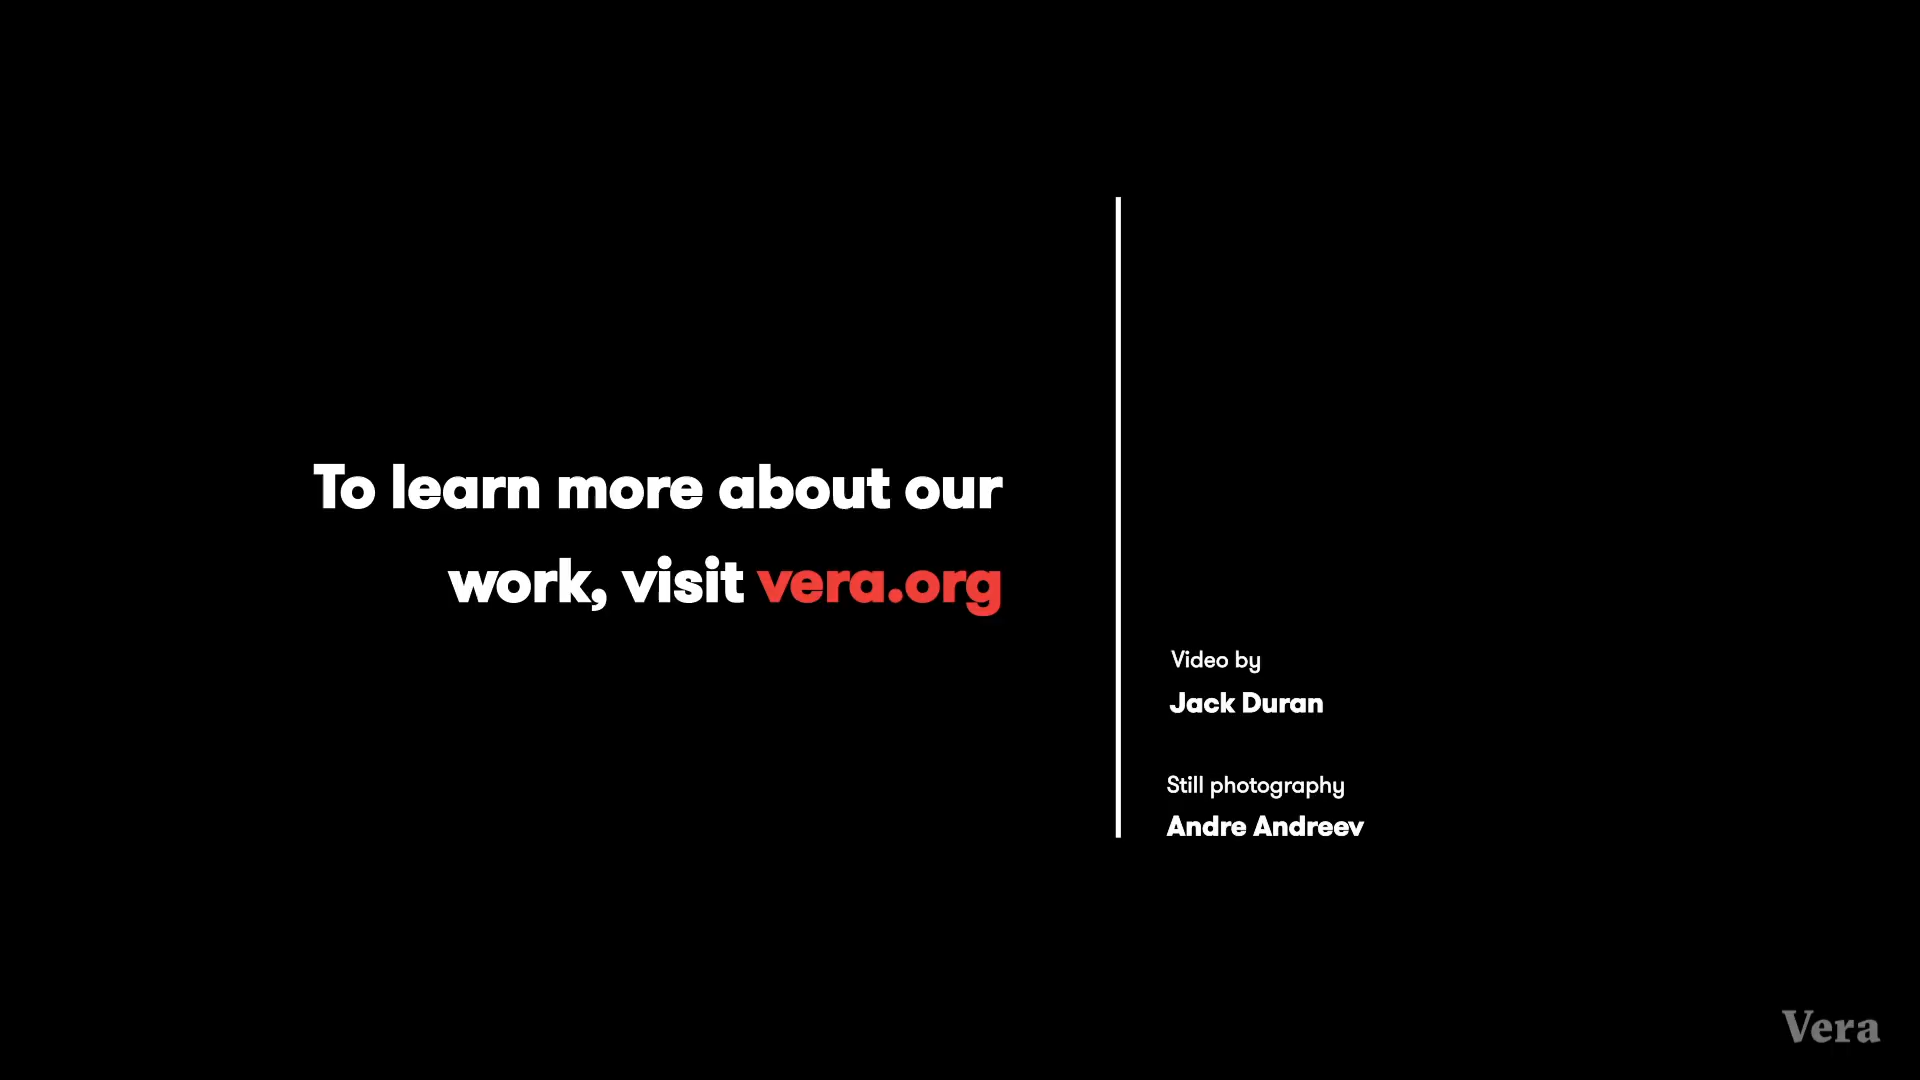 To learn more about our
work, visit vera.org
Video by
Jack Duran
Still photography
Andre Andreev
Vera